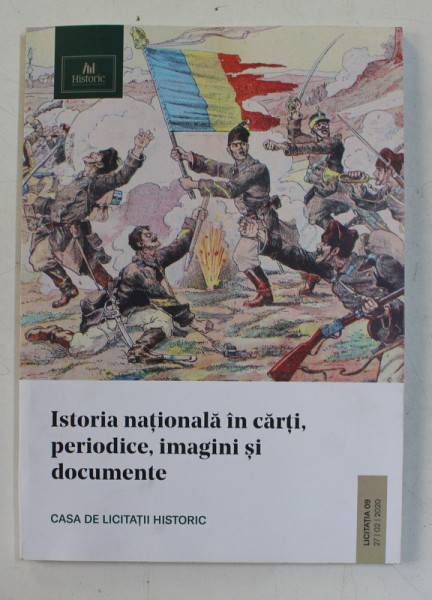 Historic
Istoria națională în cărți,
periodice, imagini și
documente
CASA DE LICITAȚII HISTORIC
LICITAȚIA 09
27 | 02 | 2020